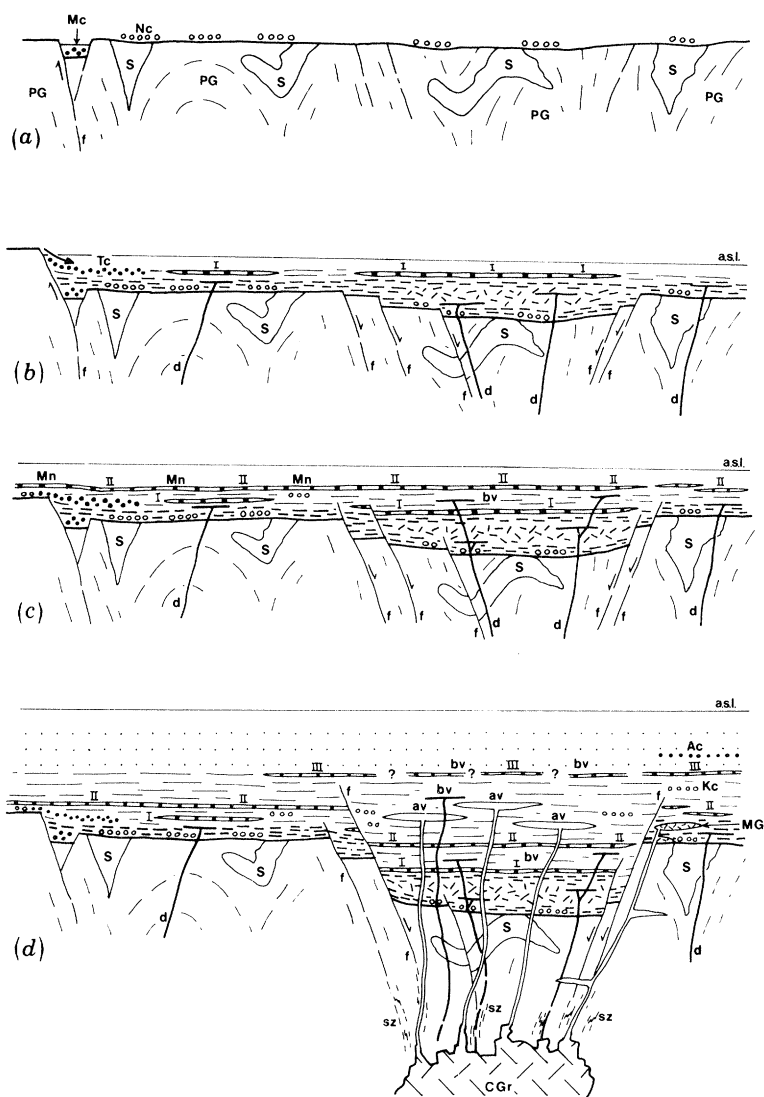 Mc
Nc
S S S S
PG PG PG PG
f
(a)
a.s.l.
Tc I I I I
S S S S
f d f f f d d f f d
(b)
a.s.l.
Mn II Mn II Mn II II II II
I bv
I I
S S S S
d f f f d d f f d
(c)
a.s.l.
Ac
III ? bv ? III ? bv III
f bv f Kc
II II av av II
I av MG
II II II
I I bv
S S S S
f
d f d
(d)
sz sz sz
CGr